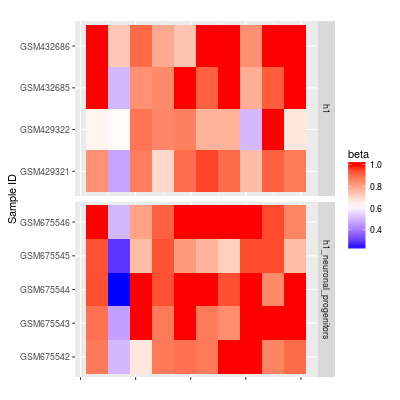 Sample ID
GSM432686
GSM432685
GSM429322
GSM429321
h1
GSM675546
GSM675545
GSM675544
GSM675543
GSM675542
h1_neuronal_progenitors
beta
1.0
0.8
0.6
0.4